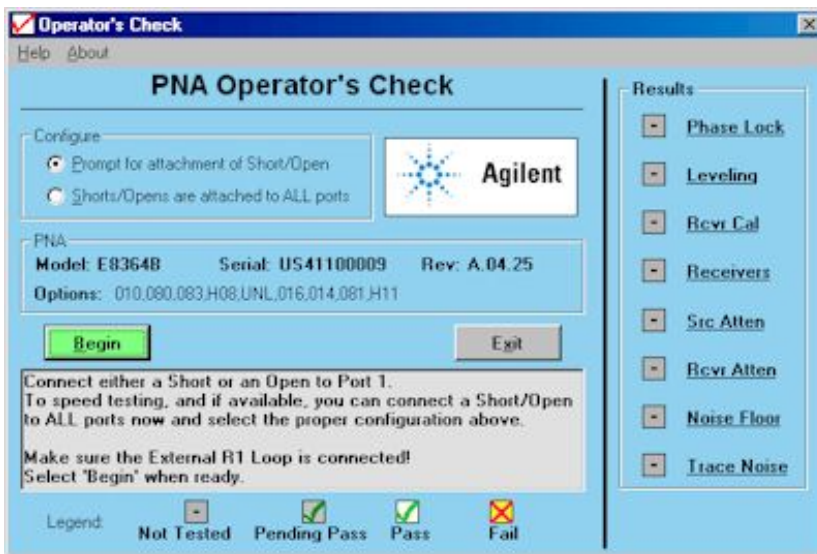 Operator's Check
Help About
PNA Operator's Check
Configure
Prompt for attachment of Short/Open
Shorts/Opens are attached to ALL ports
Agilent
PNA
Model: E8364B Serial: US41100009 Rev: A.04.25
Options: 010,080,083,H08,UNL,016,014,081,H11
Begin
Exit
Connect either a Short or an Open to Port 1.
To speed testing, and if available, you can connect a Short/Open
to ALL ports now and select the proper configuration above.
Make sure the External R1 Loop is connected!
Select 'Begin' when ready.
Legend:
- Not Tested
Pending Pass
Pass
Fail
Results
- Phase Lock
- Leveling
- Rcvr Cal
- Receivers
- Src Atten
- Rcvr Atten
- Noise Floor
- Trace Noise